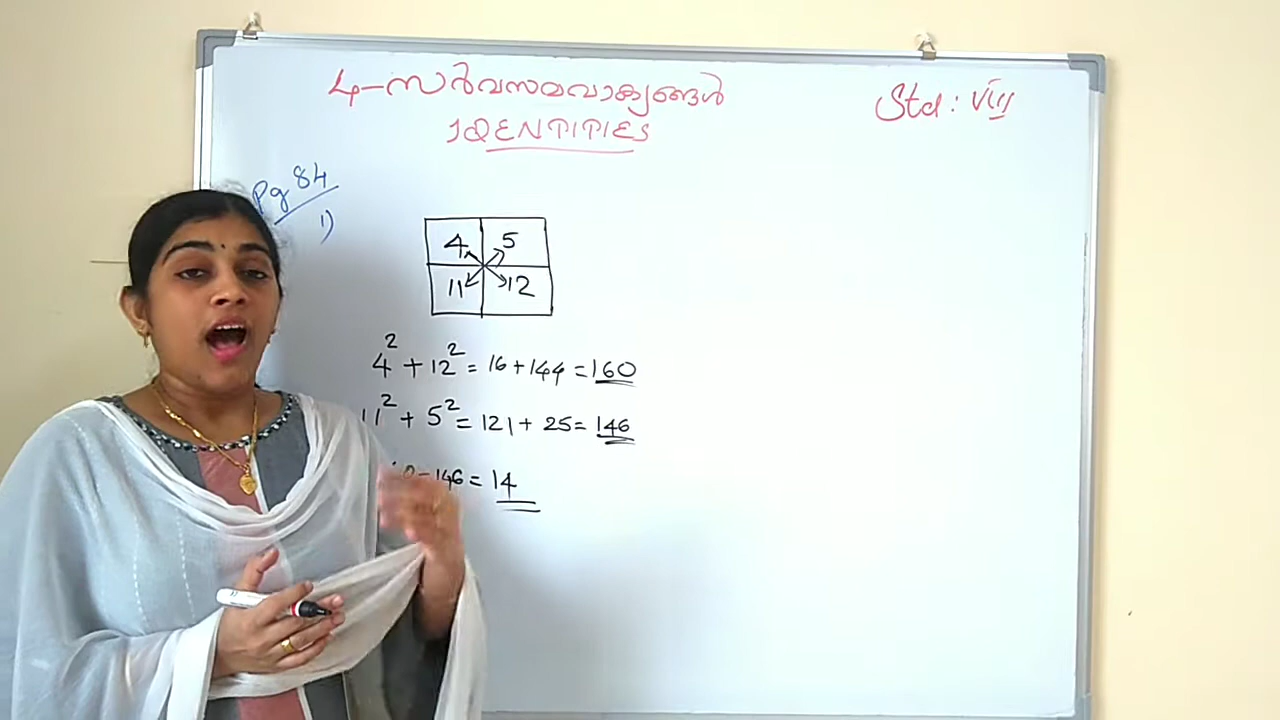 4-സർവസമവാക്യങ്ങൾ
IDENTITIES
Std : VIII
Pg 84
1)
4 5
11 12
4² + 12² = 16 + 144 = 160
11² + 5² = 121 + 25 = 146
- 146 = 14